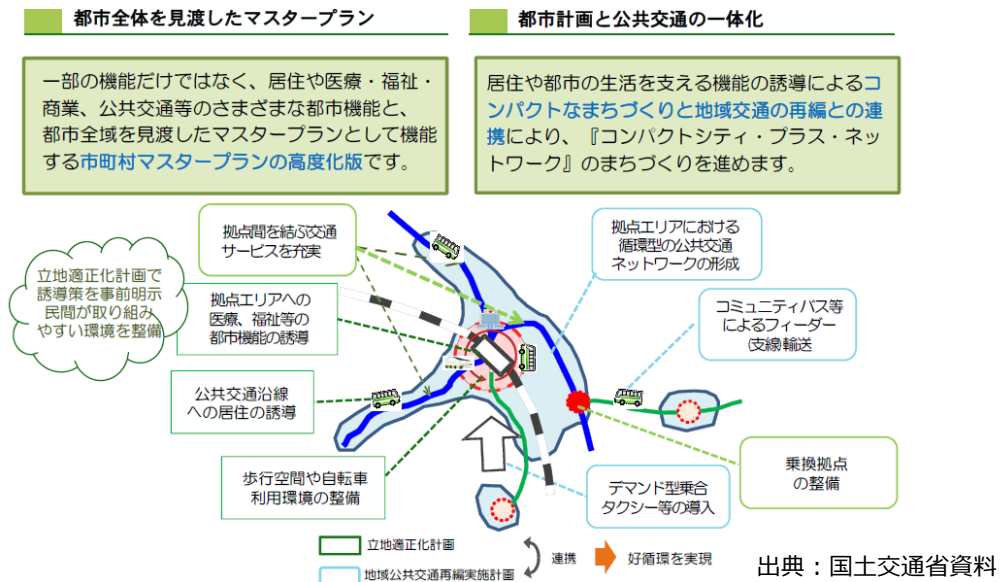 都市全体を見渡したマスタープラン
都市計画と公共交通の一体化
一部の機能だけではなく、居住や医療・福祉・
商業、公共交通等のさまざまな都市機能と、
都市全域を見渡したマスタープランとして機能
する市町村マスタープランの高度化版です。
居住や都市の生活を支える機能の誘導によるコ
ンパクトなまちづくりと地域交通の再編との連
携により、『コンパクトシティ・プラス・ネッ
トワーク』のまちづくりを進めます。
立地適正化計画で
誘導策を事前明示
民間が取り組み
やすい環境を整備
拠点間を結ぶ交通
サービスを充実
拠点エリアへの
医療、福祉等の
都市機能の誘導
公共交通沿線
への居住の誘導
歩行空間や自転車
利用環境の整備
拠点エリアにおける
循環型の公共交通
ネットワークの形成
コミュニティバス等
によるフィーダー
(支線)輸送
乗換拠点
の整備
デマンド型乗合
タクシー等の導入
立地適正化計画
地域公共交通再編実施計画
連携
好循環を実現
出典：国土交通省資料